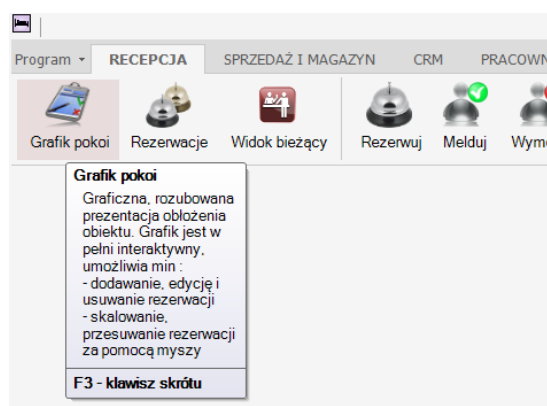 Program RECEPCJA SPRZEDAŻ I MAGAZYN CRM PRACOWN
Grafik pokoi Rezerwacje Widok bieżący Rezerwuj Melduj Wyme
Grafik pokoi
Graficzna, rozubowana
prezentacja obłożenia
obiektu. Grafik jest w
pełni interaktywny,
umożliwia min :
- dodawanie, edycję i
usuwanie rezerwacji
- skalowanie,
przesuwanie rezerwacji
za pomocą myszy
F3 - klawisz skrótu